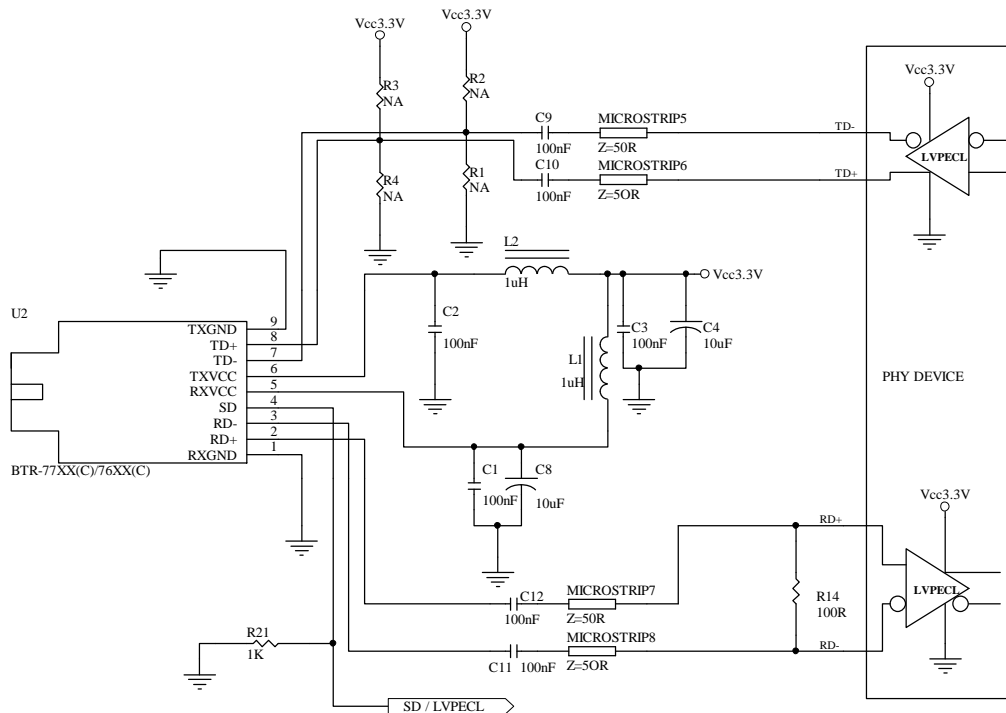 Vcc3.3V
Vcc3.3V
R3
NA
R2
NA
R4
NA
R1
NA
C9
100nF
MICROSTRIP5
Z=50R
C10
100nF
MICROSTRIP6
Z=5OR
TD-
TD+
Vcc3.3V
LVPECL
L2
1uH
Vcc3.3V
C2
100nF
C3
100nF
C4
10uF
L1
1uH
PHY DEVICE
U2
TXGND 9
TD+ 8
TD- 7
TXVCC 6
RXVCC 5
SD 4
RD- 3
RD+ 2
RXGND 1
BTR-77XX(C)/76XX(C)
C1
100nF
C8
10uF
Vcc3.3V
RD+
LVPECL
R14
100R
RD-
C12
100nF
MICROSTRIP7
Z=50R
C11
100nF
MICROSTRIP8
Z=5OR
R21
1K
SD / LVPECL